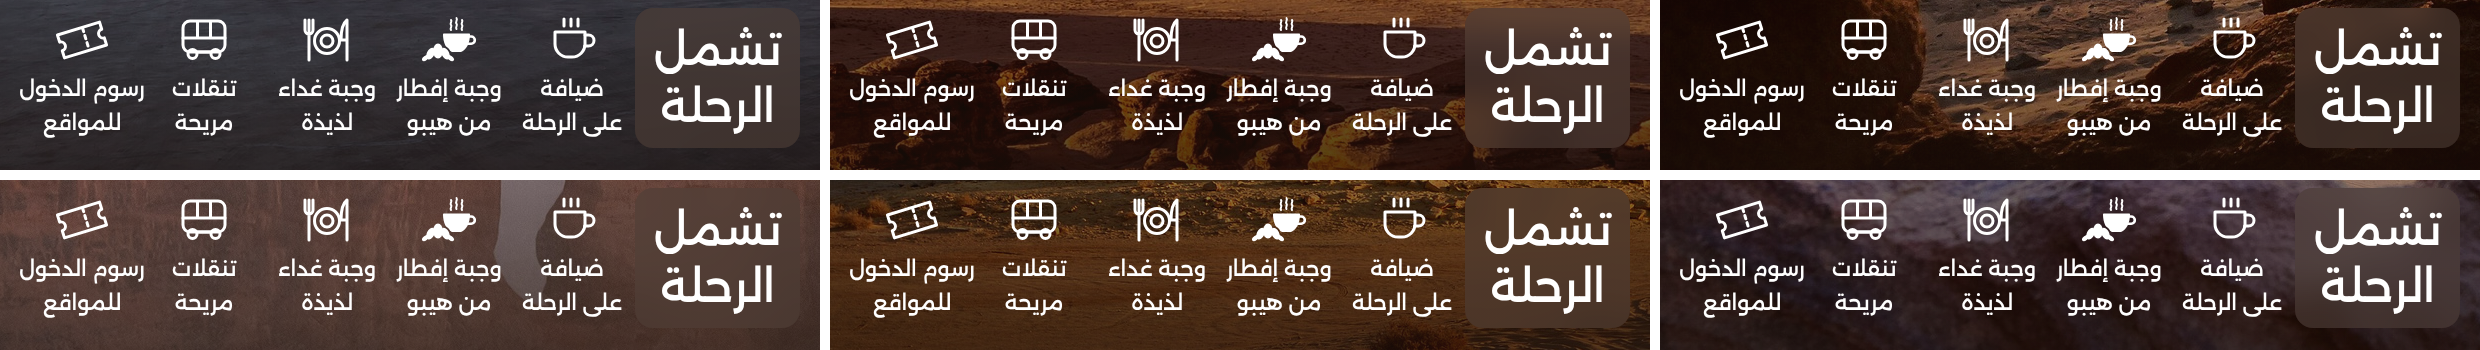 تشمل
الرحلة
ضيافة
على الرحلة
وجبة إفطار
من هيبو
وجبة غداء
لذيذة
تنقلات
مريحة
رسوم الدخول
للمواقع
تشمل
الرحلة
ضيافة
على الرحلة
وجبة إفطار
من هيبو
وجبة غداء
لذيذة
تنقلات
مريحة
رسوم الدخول
للمواقع
تشمل
الرحلة
ضيافة
على الرحلة
وجبة إفطار
من هيبو
وجبة غداء
لذيذة
تنقلات
مريحة
رسوم الدخول
للمواقع
تشمل
الرحلة
ضيافة
على الرحلة
وجبة إفطار
من هيبو
وجبة غداء
لذيذة
تنقلات
مريحة
رسوم الدخول
للمواقع
تشمل
الرحلة
ضيافة
على الرحلة
وجبة إفطار
من هيبو
وجبة غداء
لذيذة
تنقلات
مريحة
رسوم الدخول
للمواقع
تشمل
الرحلة
ضيافة
على الرحلة
وجبة إفطار
من هيبو
وجبة غداء
لذيذة
تنقلات
مريحة
رسوم الدخول
للمواقع